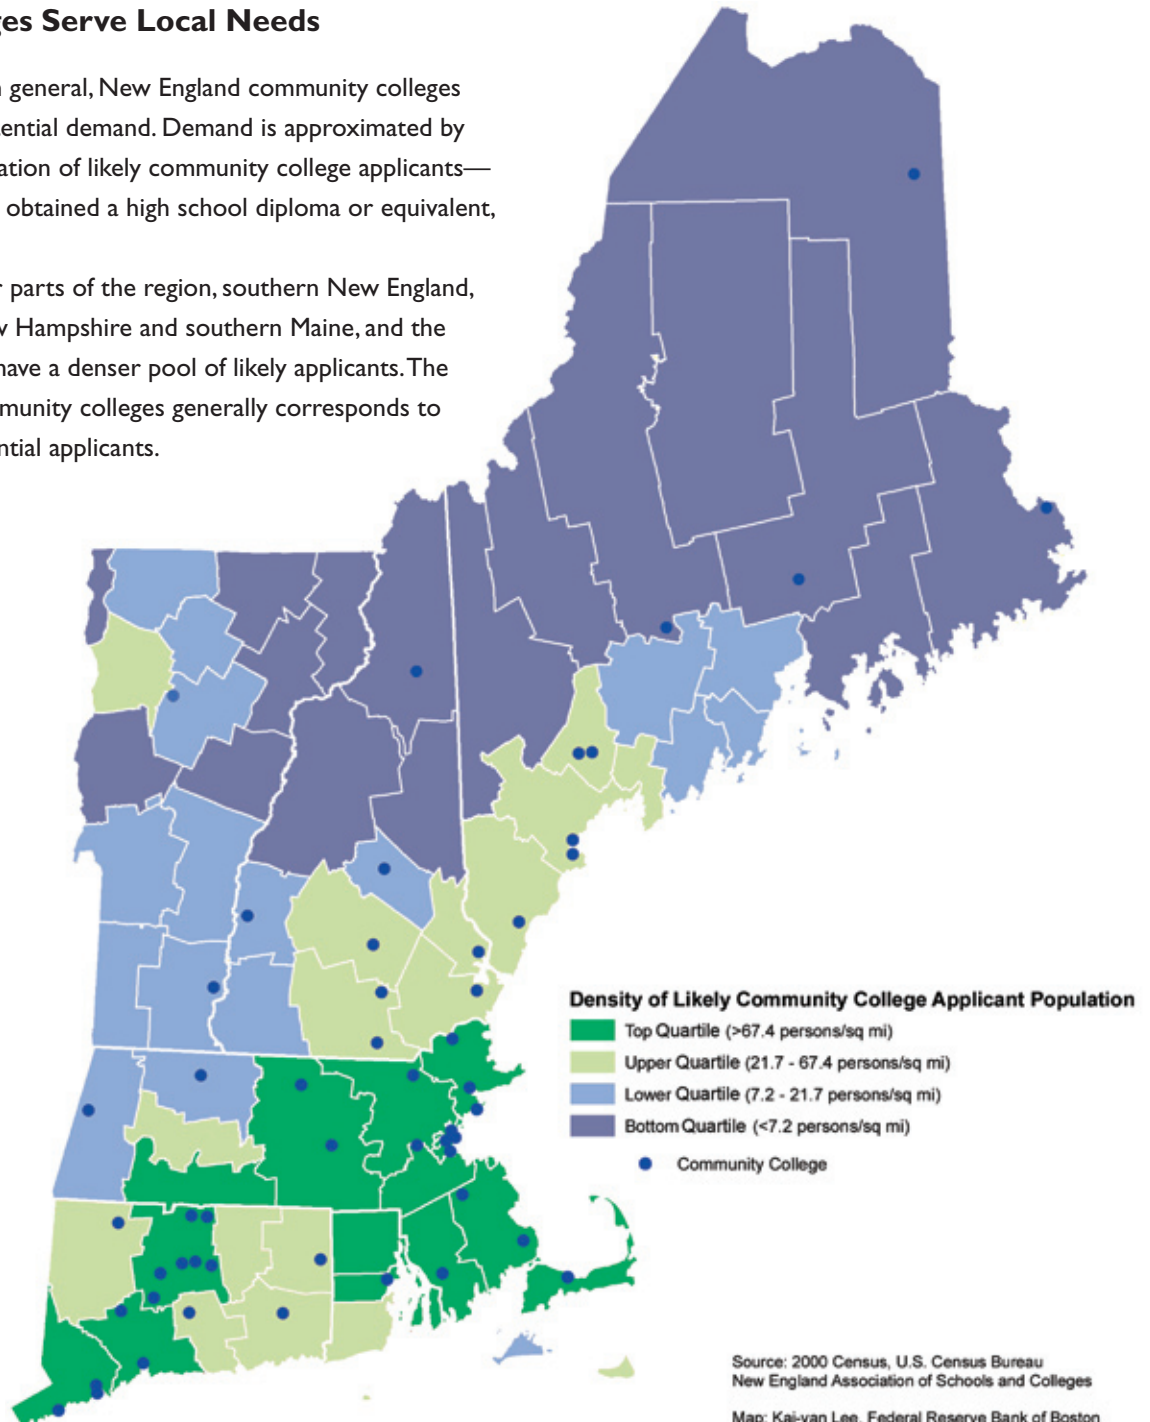 ges Serve Local Needs
n general, New England community colleges
ential demand. Demand is approximated by
ation of likely community college applicants—
obtained a high school diploma or equivalent,
r parts of the region, southern New England,
w Hampshire and southern Maine, and the
have a denser pool of likely applicants. The
mmunity colleges generally corresponds to
ntial applicants.
Density of Likely Community College Applicant Population
Top Quartile (>67.4 persons/sq mi)
Upper Quartile (21.7 - 67.4 persons/sq mi)
Lower Quartile (7.2 - 21.7 persons/sq mi)
Bottom Quartile (<7.2 persons/sq mi)
Community College
Source: 2000 Census, U.S. Census Bureau
New England Association of Schools and Colleges
Map: Kai-yan Lee, Federal Reserve Bank of Boston